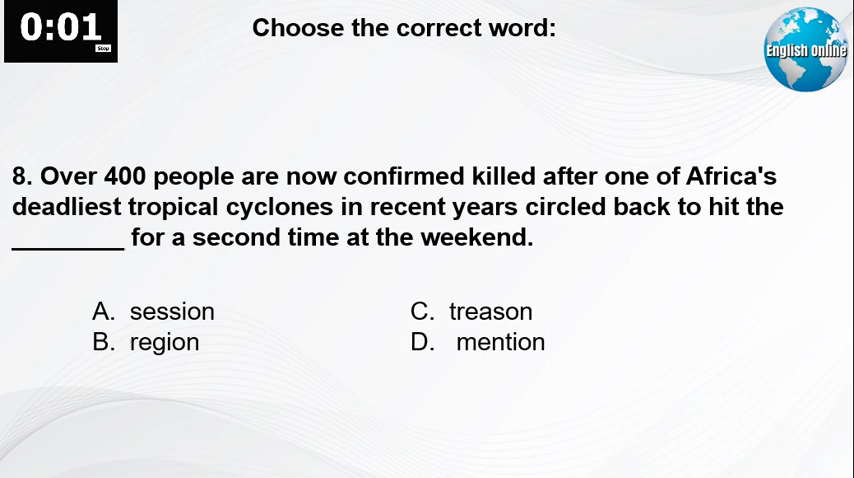 0:01
Stop
Choose the correct word:
English Online
8. Over 400 people are now confirmed killed after one of Africa's
deadliest tropical cyclones in recent years circled back to hit the
________ for a second time at the weekend.
A. session
B. region
C. treason
D. mention